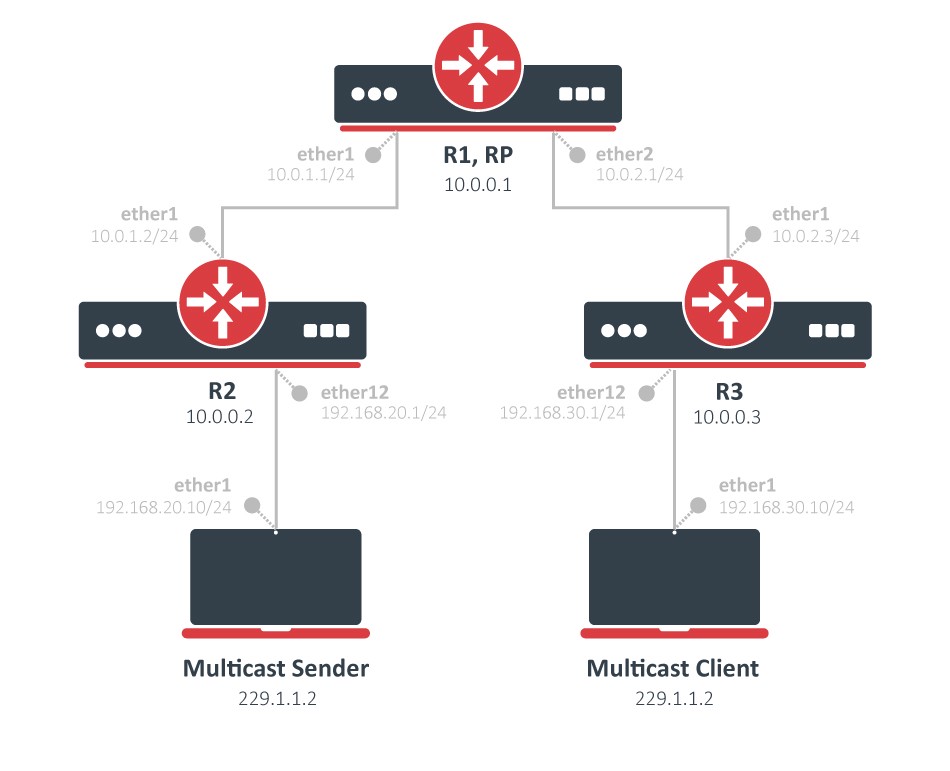 ether1
10.0.1.1/24
R1, RP
10.0.0.1
ether2
10.0.2.1/24
ether1
10.0.1.2/24
ether1
10.0.2.3/24
R2
10.0.0.2
ether12
192.168.20.1/24
ether12
192.168.30.1/24
R3
10.0.0.3
ether1
192.168.20.10/24
ether1
192.168.30.10/24
Multicast Sender
229.1.1.2
Multicast Client
229.1.1.2